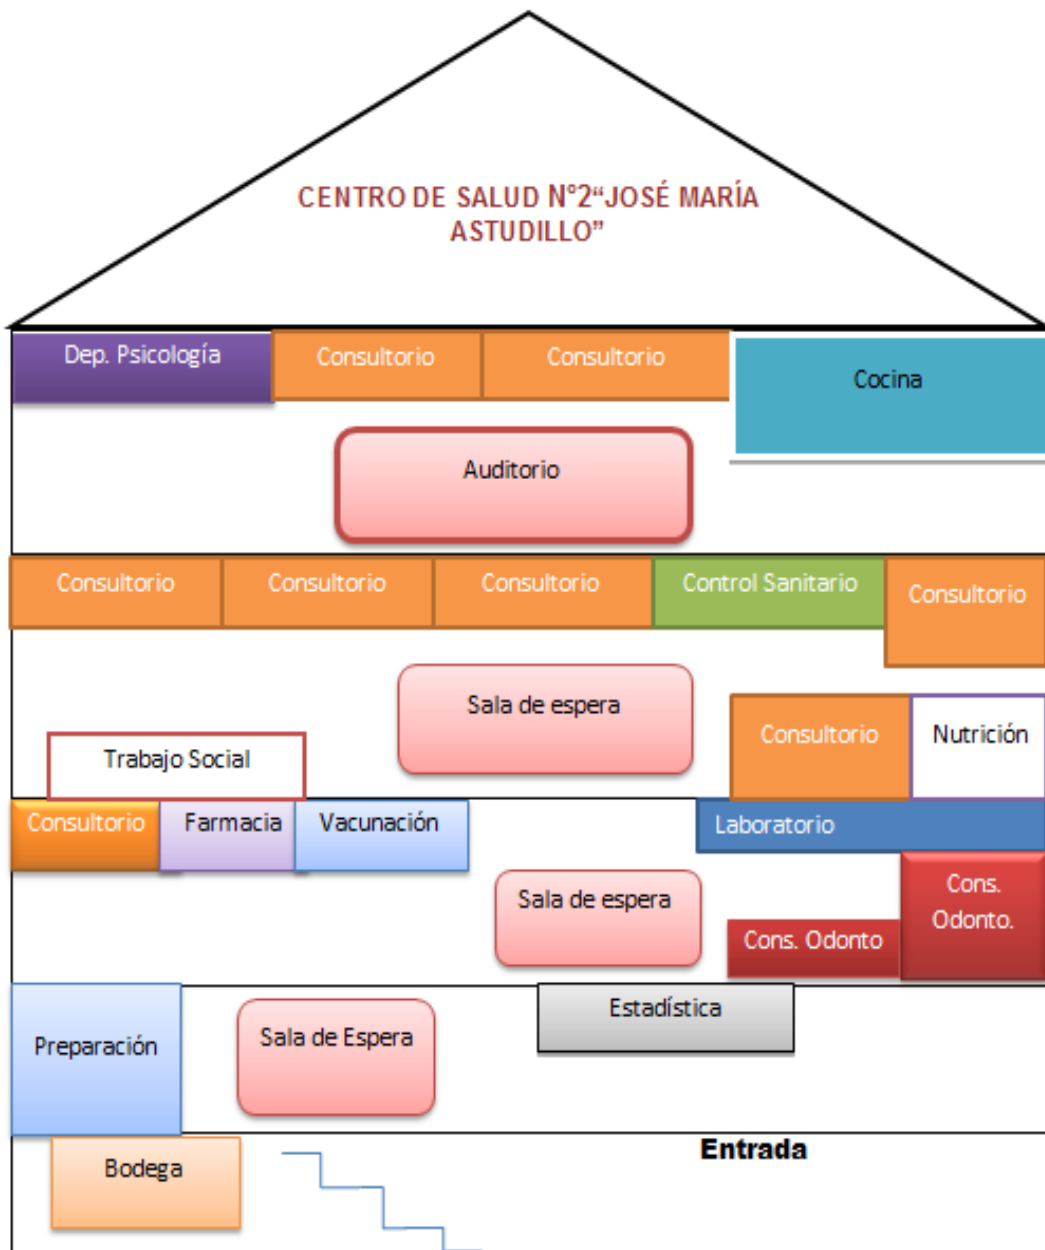 CENTRO DE SALUD N°2“JOSÉ MARÍA
ASTUDILLO”
Dep. Psicología
Consultorio
Consultorio
Cocina
Auditorio
Consultorio
Consultorio
Consultorio
Control Sanitario
Consultorio
Sala de espera
Consultorio
Nutrición
Trabajo Social
Consultorio
Farmacia
Vacunación
Laboratorio
Sala de espera
Cons. Odonto
Cons.
Odonto.
Preparación
Sala de Espera
Estadística
Entrada
Bodega